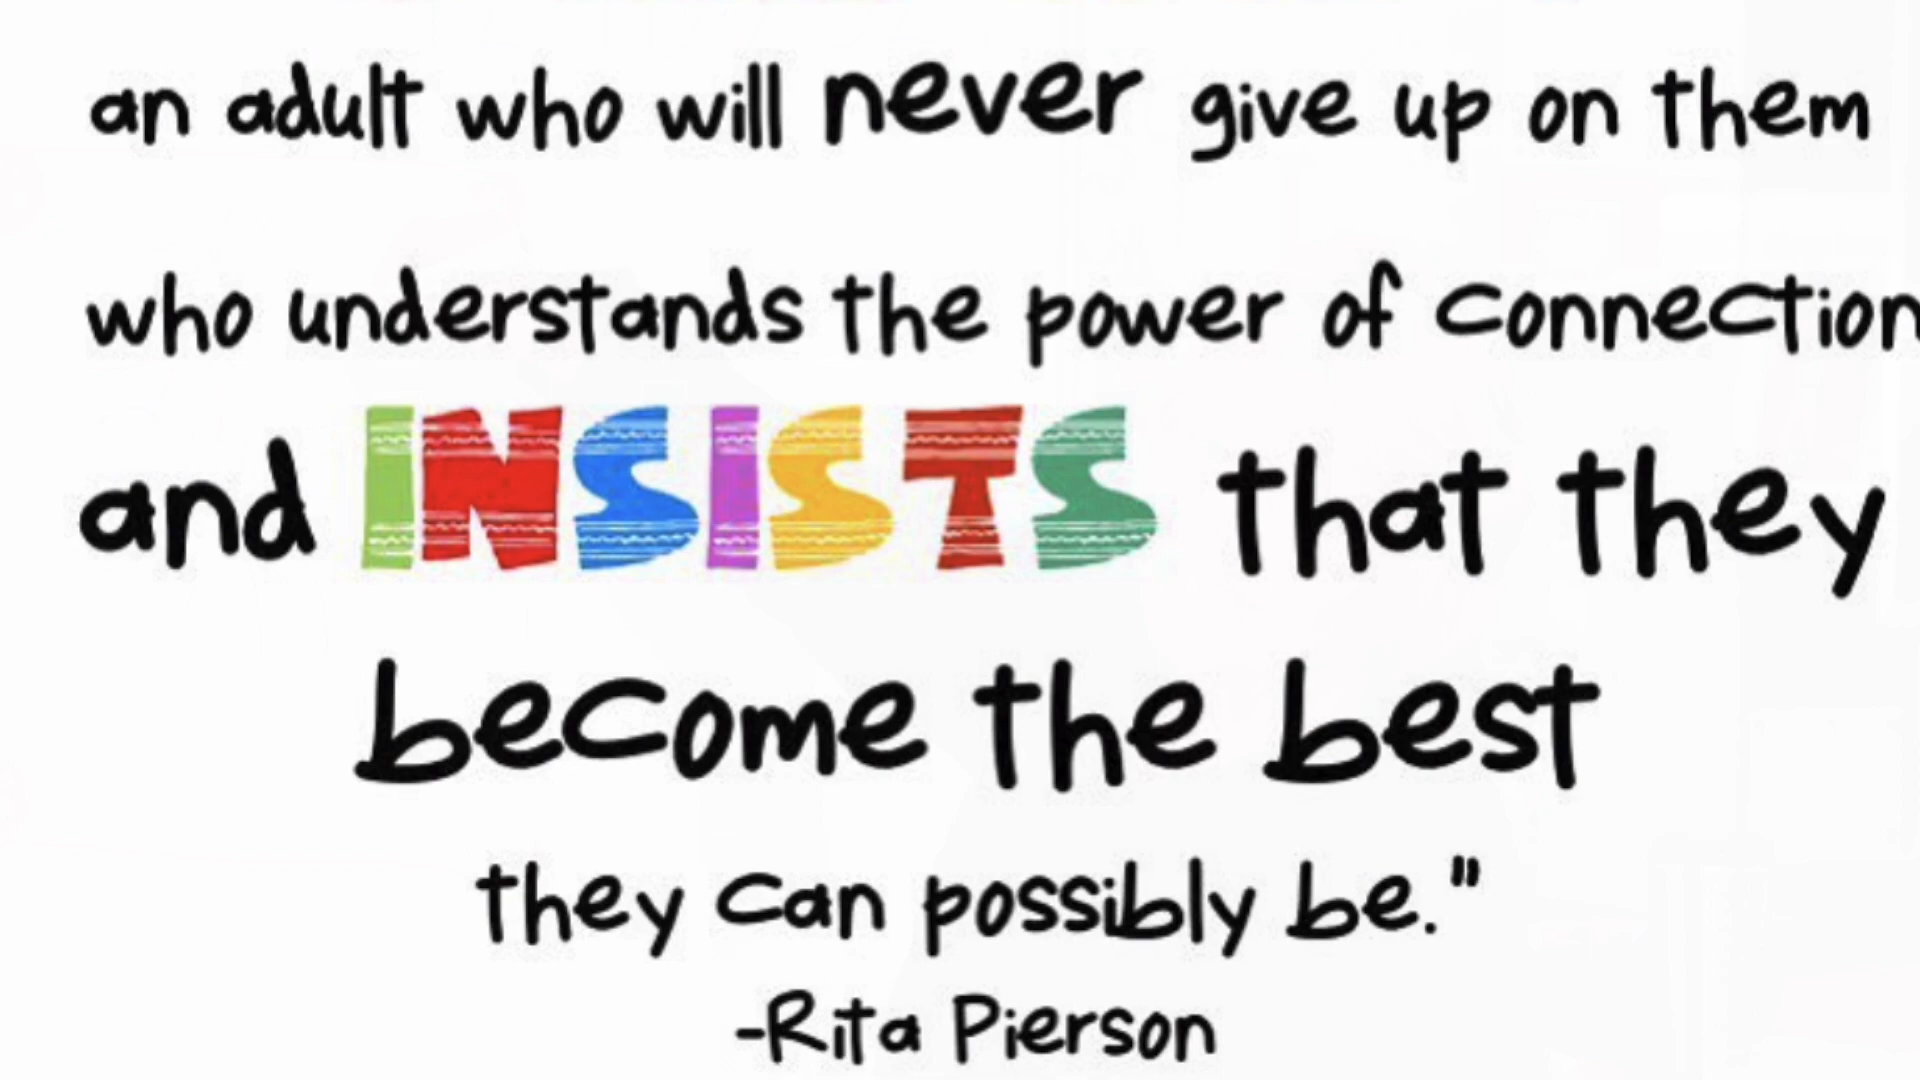 an adult who will never give up on them
who understands the power of connection
and INSISTS that they
become the best
they can possibly be."
-Rita Pierson